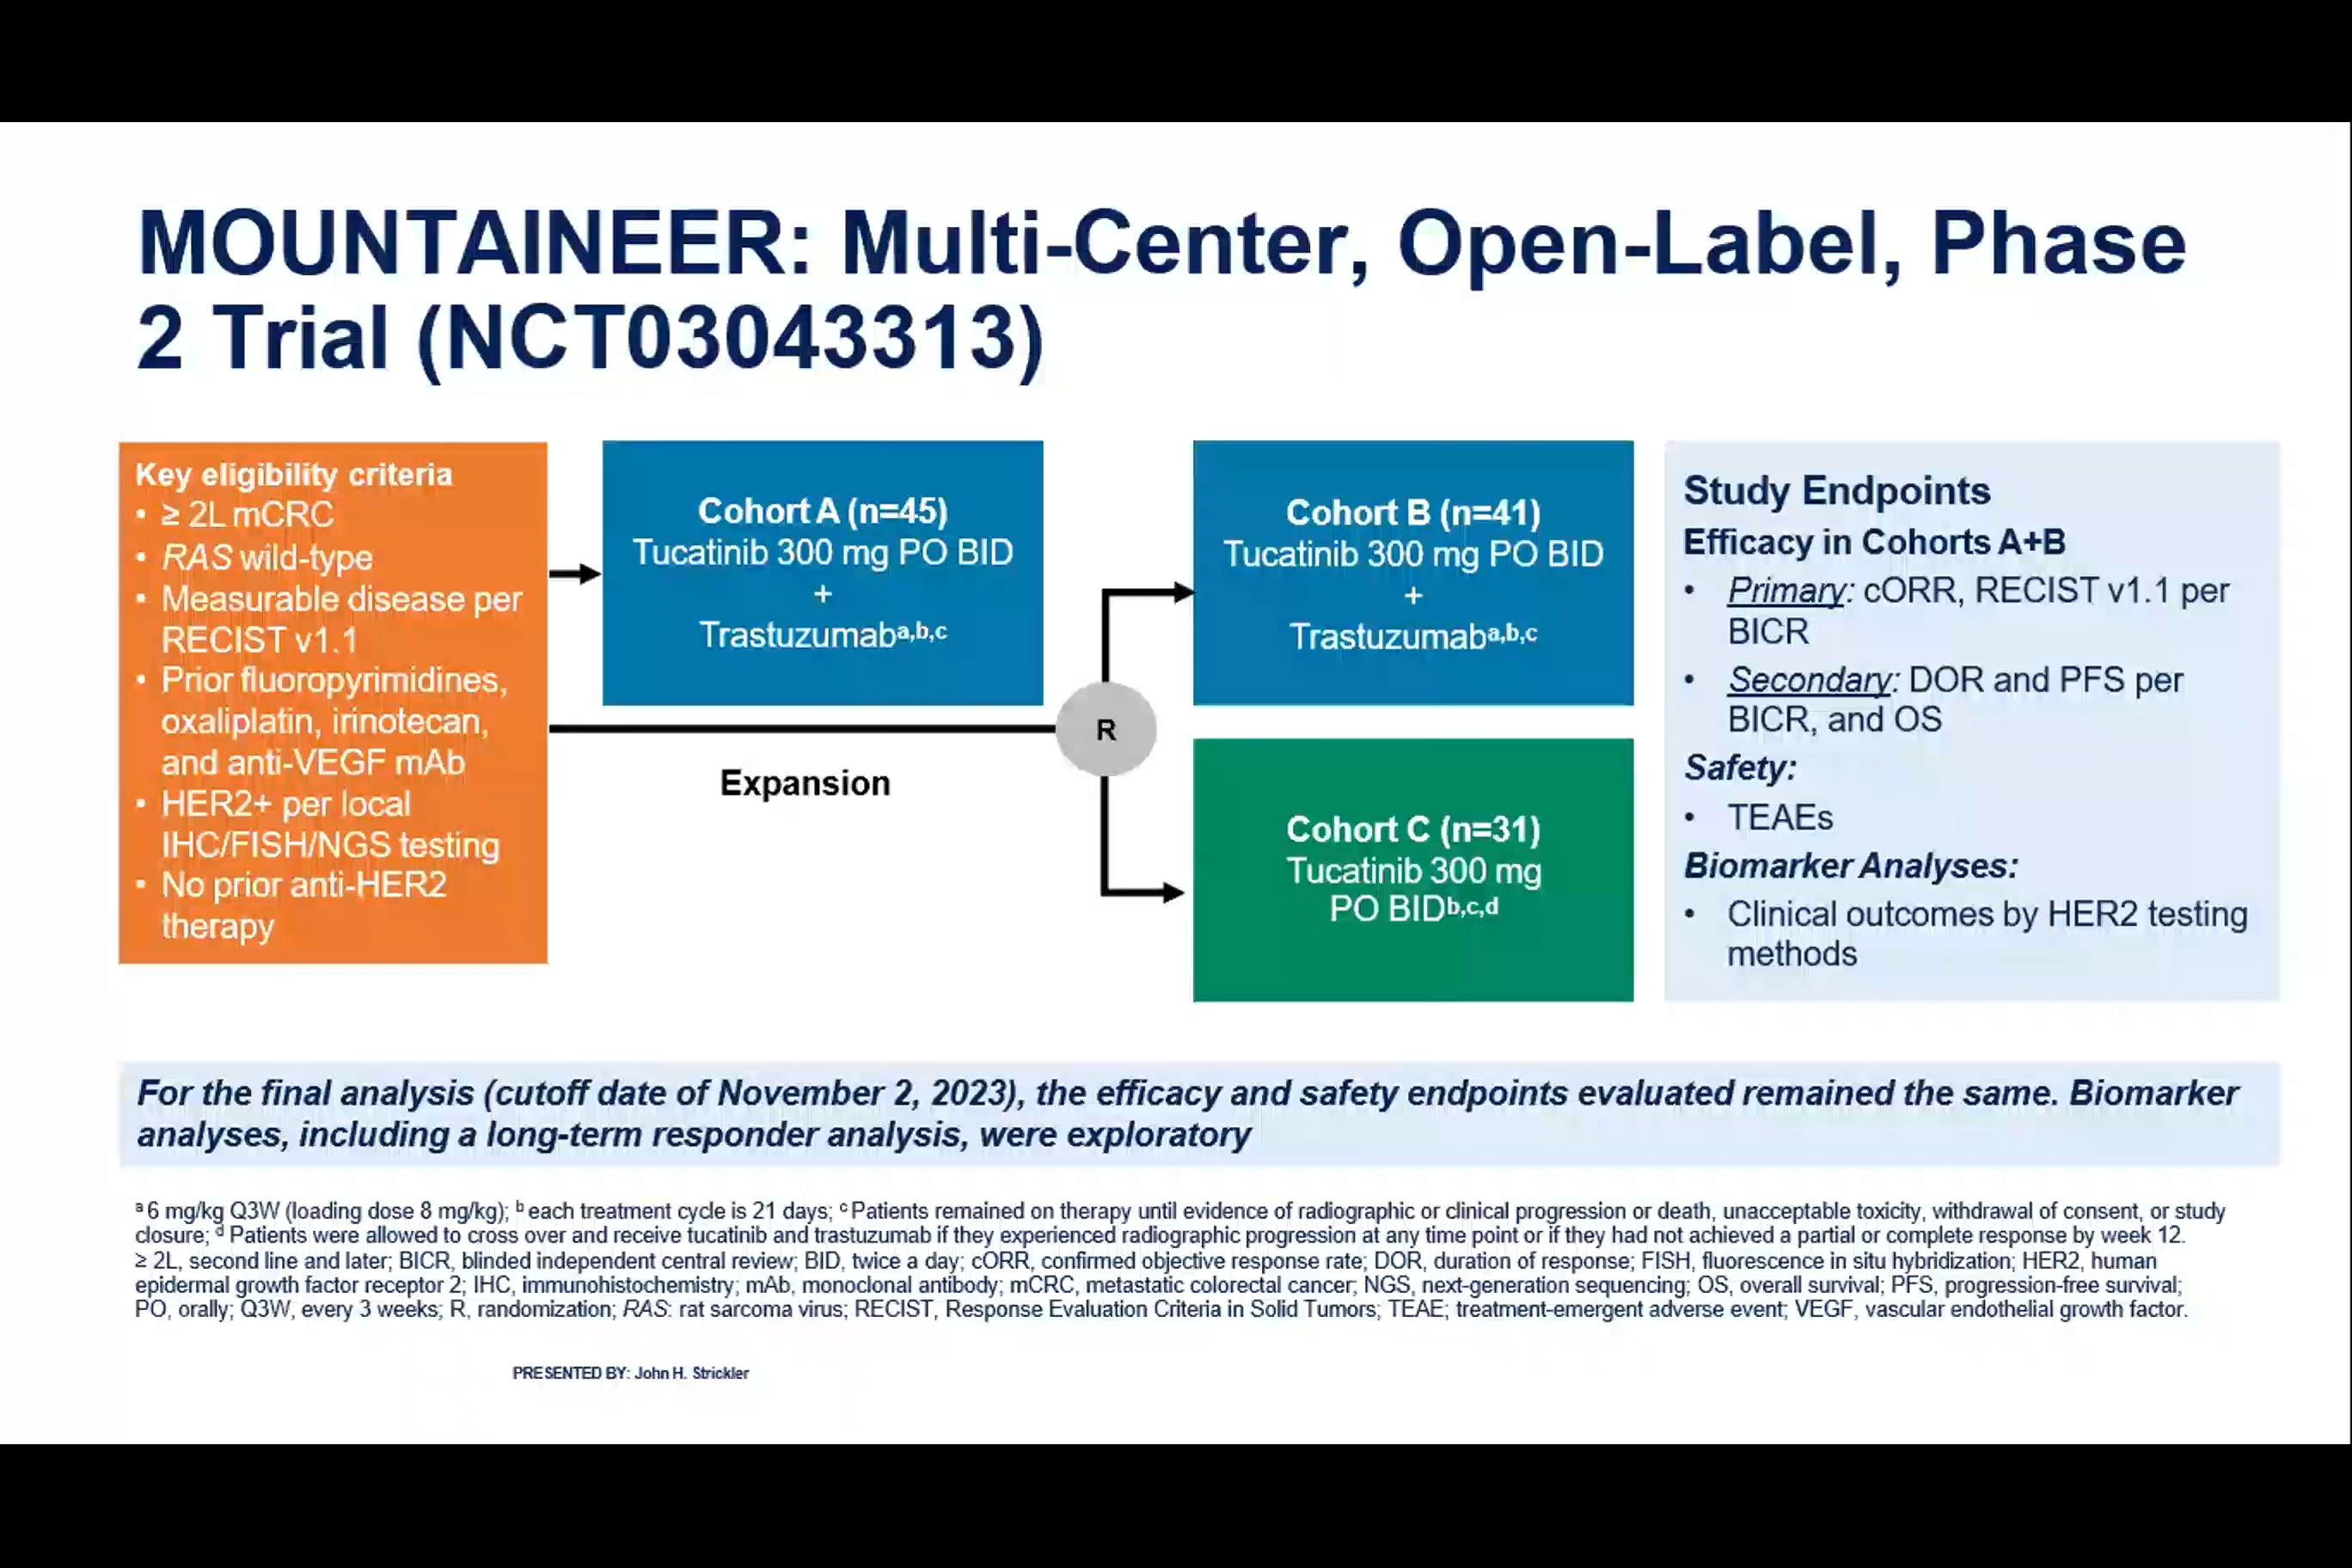 MOUNTAINEER: Multi-Center, Open-Label, Phase
2 Trial (NCT03043313)
Key eligibility criteria
• ≥ 2L mCRC
• RAS wild-type
• Measurable disease per
RECIST v1.1
• Prior fluoropyrimidines,
oxaliplatin, irinotecan,
and anti-VEGF mAb
• HER2+ per local
IHC/FISH/NGS testing
• No prior anti-HER2
therapy
Cohort A (n=45)
Tucatinib 300 mg PO BID
+
Trastuzumabᵃ,ᵇ,ᶜ
Expansion
R
Cohort B (n=41)
Tucatinib 300 mg PO BID
+
Trastuzumabᵃ,ᵇ,ᶜ
Cohort C (n=31)
Tucatinib 300 mg
PO BIDᵇ,ᶜ,ᵈ
Study Endpoints
Efficacy in Cohorts A+B
• Primary: cORR, RECIST v1.1 per
BICR
• Secondary: DOR and PFS per
BICR, and OS
Safety:
• TEAEs
Biomarker Analyses:
• Clinical outcomes by HER2 testing
methods
For the final analysis (cutoff date of November 2, 2023), the efficacy and safety endpoints evaluated remained the same. Biomarker
analyses, including a long-term responder analysis, were exploratory
ᵃ 6 mg/kg Q3W (loading dose 8 mg/kg); ᵇ each treatment cycle is 21 days; ᶜ Patients remained on therapy until evidence of radiographic or clinical progression or death, unacceptable toxicity, withdrawal of consent, or study
closure; ᵈ Patients were allowed to cross over and receive tucatinib and trastuzumab if they experienced radiographic progression at any time point or if they had not achieved a partial or complete response by week 12.
≥ 2L, second line and later; BICR, blinded independent central review; BID, twice a day; cORR, confirmed objective response rate; DOR, duration of response; FISH, fluorescence in situ hybridization; HER2, human
epidermal growth factor receptor 2; IHC, immunohistochemistry; mAb, monoclonal antibody; mCRC, metastatic colorectal cancer; NGS, next-generation sequencing; OS, overall survival; PFS, progression-free survival;
PO, orally; Q3W, every 3 weeks; R, randomization; RAS: rat sarcoma virus; RECIST, Response Evaluation Criteria in Solid Tumors; TEAE; treatment-emergent adverse event; VEGF, vascular endothelial growth factor.
PRESENTED BY: John H. Strickler